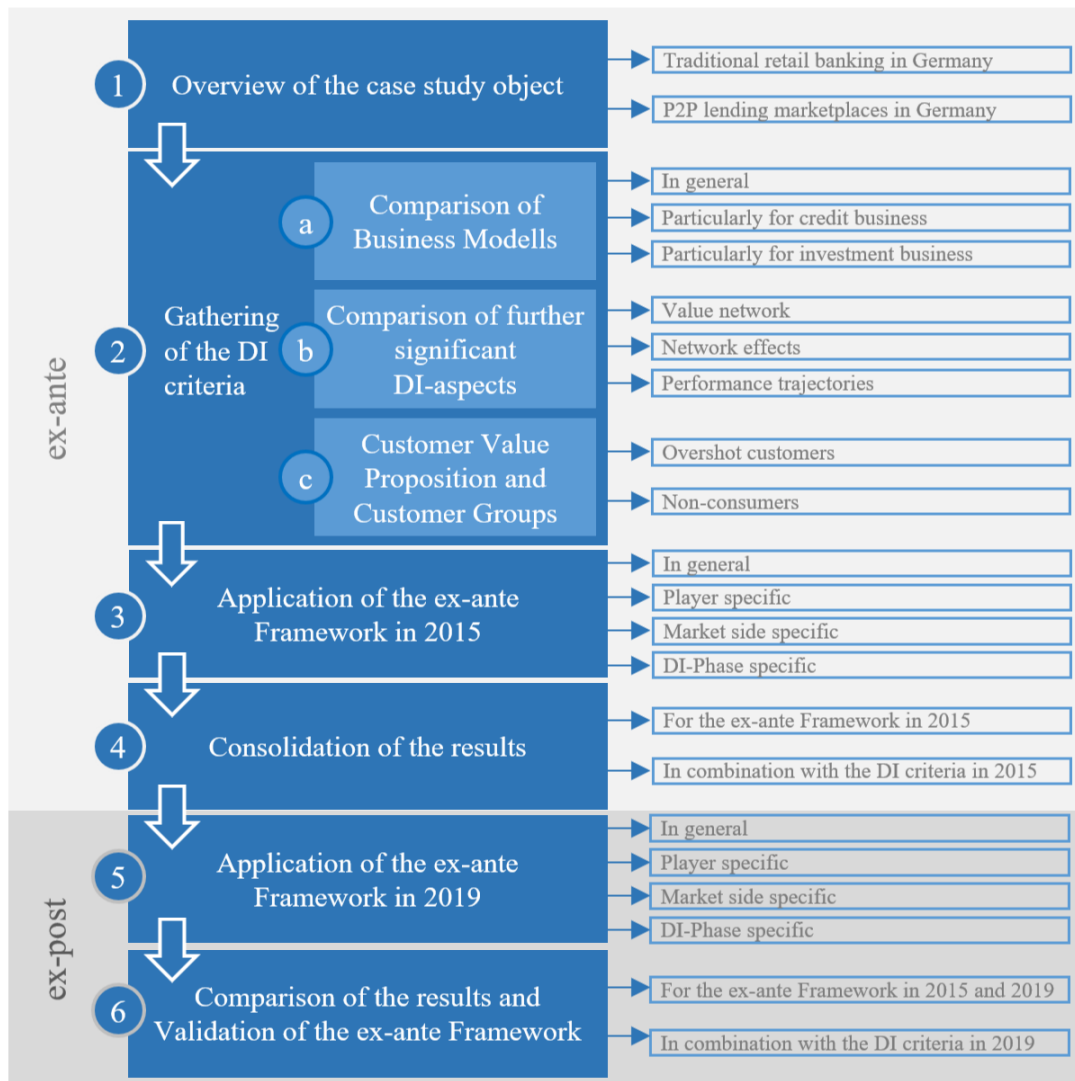 ex-ante
1
Overview of the case study object
Traditional retail banking in Germany
P2P lending marketplaces in Germany
2
Gathering
of the DI
criteria
a
Comparison of
Business Modells
In general
Particularly for credit business
Particularly for investment business
b
Comparison of further
significant
DI-aspects
Value network
Network effects
Performance trajectories
c
Customer Value
Proposition and
Customer Groups
Overshot customers
Non-consumers
3
Application of the ex-ante
Framework in 2015
In general
Player specific
Market side specific
DI-Phase specific
4
Consolidation of the results
For the ex-ante Framework in 2015
In combination with the DI criteria in 2015
ex-post
5
Application of the ex-ante
Framework in 2019
In general
Player specific
Market side specific
DI-Phase specific
6
Comparison of the results and
Validation of the ex-ante Framework
For the ex-ante Framework in 2015 and 2019
In combination with the DI criteria in 2019